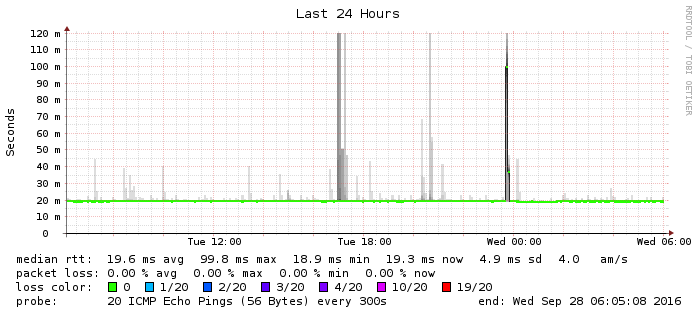 Last 24 Hours
RRDTOOL / TOBI OETIKER
Seconds
120 m
110 m
100 m
90 m
80 m
70 m
60 m
50 m
40 m
30 m
20 m
10 m
0
Tue 12:00 Tue 18:00 Wed 00:00 Wed 06:00
median rtt: 19.6 ms avg 99.8 ms max 18.9 ms min 19.3 ms now 4.9 ms sd 4.0 am/s
packet loss: 0.00 % avg 0.00 % max 0.00 % min 0.00 % now
loss color: 0 1/20 2/20 3/20 4/20 10/20 19/20
probe: 20 ICMP Echo Pings (56 Bytes) every 300s end: Wed Sep 28 06:05:08 2016